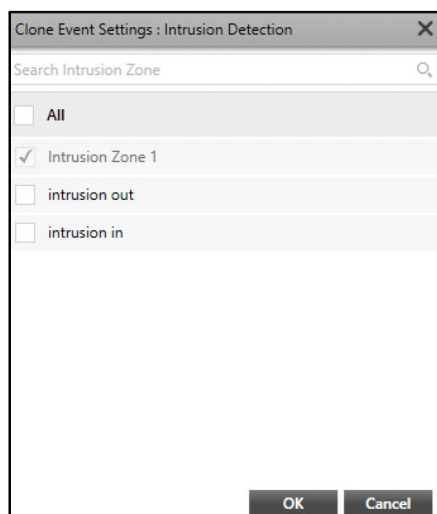 Clone Event Settings : Intrusion Detection
Search Intrusion Zone
All
Intrusion Zone 1
intrusion out
intrusion in
OK Cancel